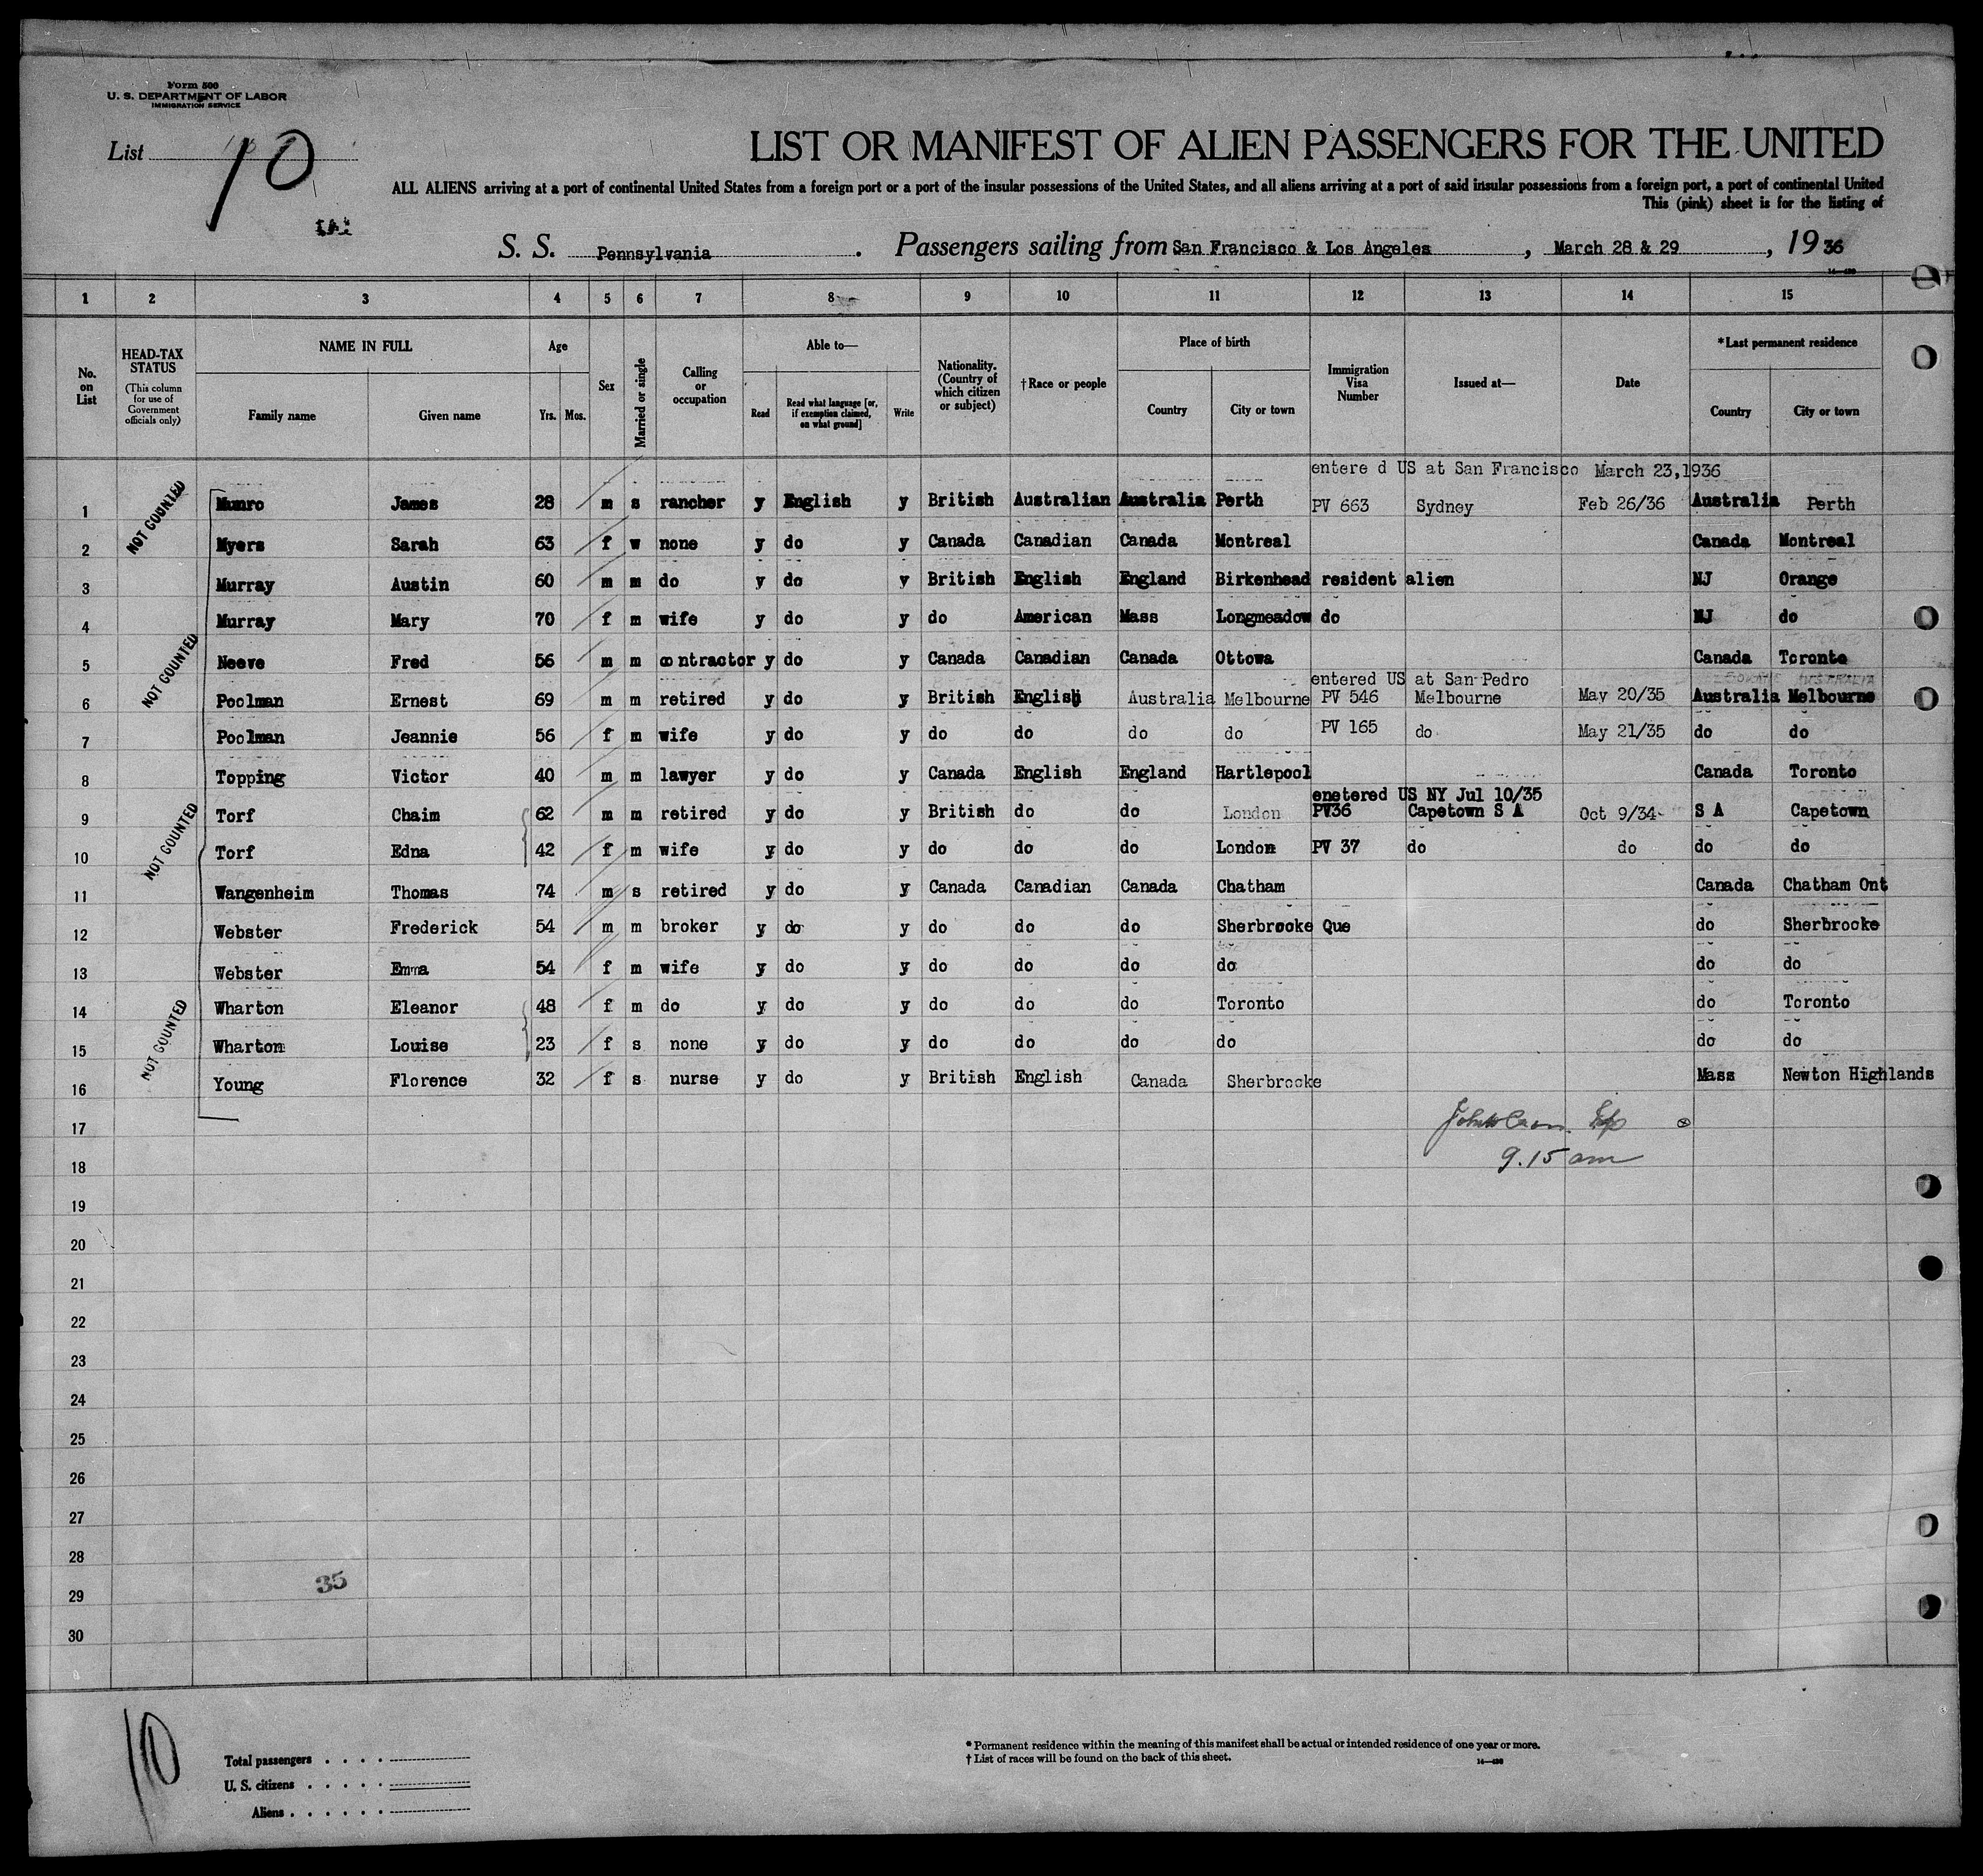 Form 500
U. S. DEPARTMENT OF LABOR
IMMIGRATION SERVICE
List 10
LIST OR MANIFEST OF ALIEN PASSENGERS FOR THE UNITED
ALL ALIENS arriving at a port of continental United States from a foreign port or a port of the insular possessions of the United States, and all aliens arriving at a port of said insular possessions from a foreign port, a port of continental United
This (pink) sheet is for the listing of
S. S. Pennsylvania. Passengers sailing from San Francisco & Los Angeles, March 28 & 29, 1936
1 2 3 4 5 6 7 8 9 10 11 12 13 14 15
No. on List
HEAD-TAX STATUS
(This column for use of Government officials only)
NAME IN FULL
Family name Given name
Age
Yrs. Mos.
Sex
Married or single
Calling or occupation
Able to—
Read
Read what language [or, if exemption claimed, on what ground]
Write
Nationality. (Country of which citizen or subject)
†Race or people
Place of birth
Country City or town
Immigration Visa Number
Issued at—
Date
*Last permanent residence
Country City or town
entere d US at San Francisco March 23,1936
1 NOT COUNTED Munro James 28 m s rancher y English y British Australian Australia Perth PV 663 Sydney Feb 26/36 Australia Perth
2 Myers Sarah 63 f w none y do y Canada Canadian Canada Montreal Canada Montreal
3 Murray Austin 60 m m do y do y British English England Birkenhead resident alien NJ Orange
4 Murray Mary 70 f m wife y do y do American Mass Longmeadow do NJ do
5 NOT COUNTED Neeve Fred 56 m m contractor y do y Canada Canadian Canada Ottowa Canada Toronto
entered US at San Pedro
6 Poolman Ernest 69 m m retired y do y British English Australia Melbourne PV 546 Melbourne May 20/35 Australia Melbourne
7 Poolman Jeannie 56 f m wife y do y do do do do PV 165 do May 21/35 do do
8 Topping Victor 40 m m lawyer y do y Canada English England Hartlepool Canada Toronto
enetered US NY Jul 10/35
9 NOT COUNTED Torf Chaim 62 m m retired y do y British do do London PV36 Capetown S A Oct 9/34 S A Capetown
10 Torf Edna 42 f m wife y do y do do do London PV 37 do do do do
11 Wangenheim Thomas 74 m s retired y do y Canada Canadian Canada Chatham Canada Chatham Ont
12 Webster Frederick 54 m m broker y do y do do do Sherbrooke Que do Sherbrooke
13 Webster Emma 54 f m wife y do y do do do do do do
14 NOT COUNTED Wharton Eleanor 48 f m do y do y do do do Toronto do Toronto
15 Wharton Louise 23 f s none y do y do do do do do do
16 Young Florence 32 f s nurse y do y British English Canada Sherbrooke Mass Newton Highlands
17
18 9.15 am
19
20
21
22
23
24
25
26
27
28
29 35
30
10
Total passengers
U. S. citizens
Aliens
* Permanent residence within the meaning of this manifest shall be actual or intended residence of one year or more.
† List of races will be found on the back of this sheet.